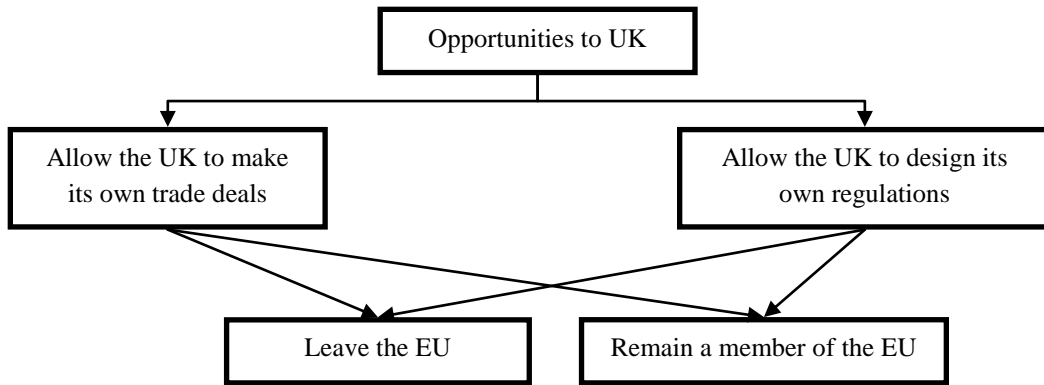 Opportunities to UK
Allow the UK to make
its own trade deals
Allow the UK to design its
own regulations
Leave the EU
Remain a member of the EU